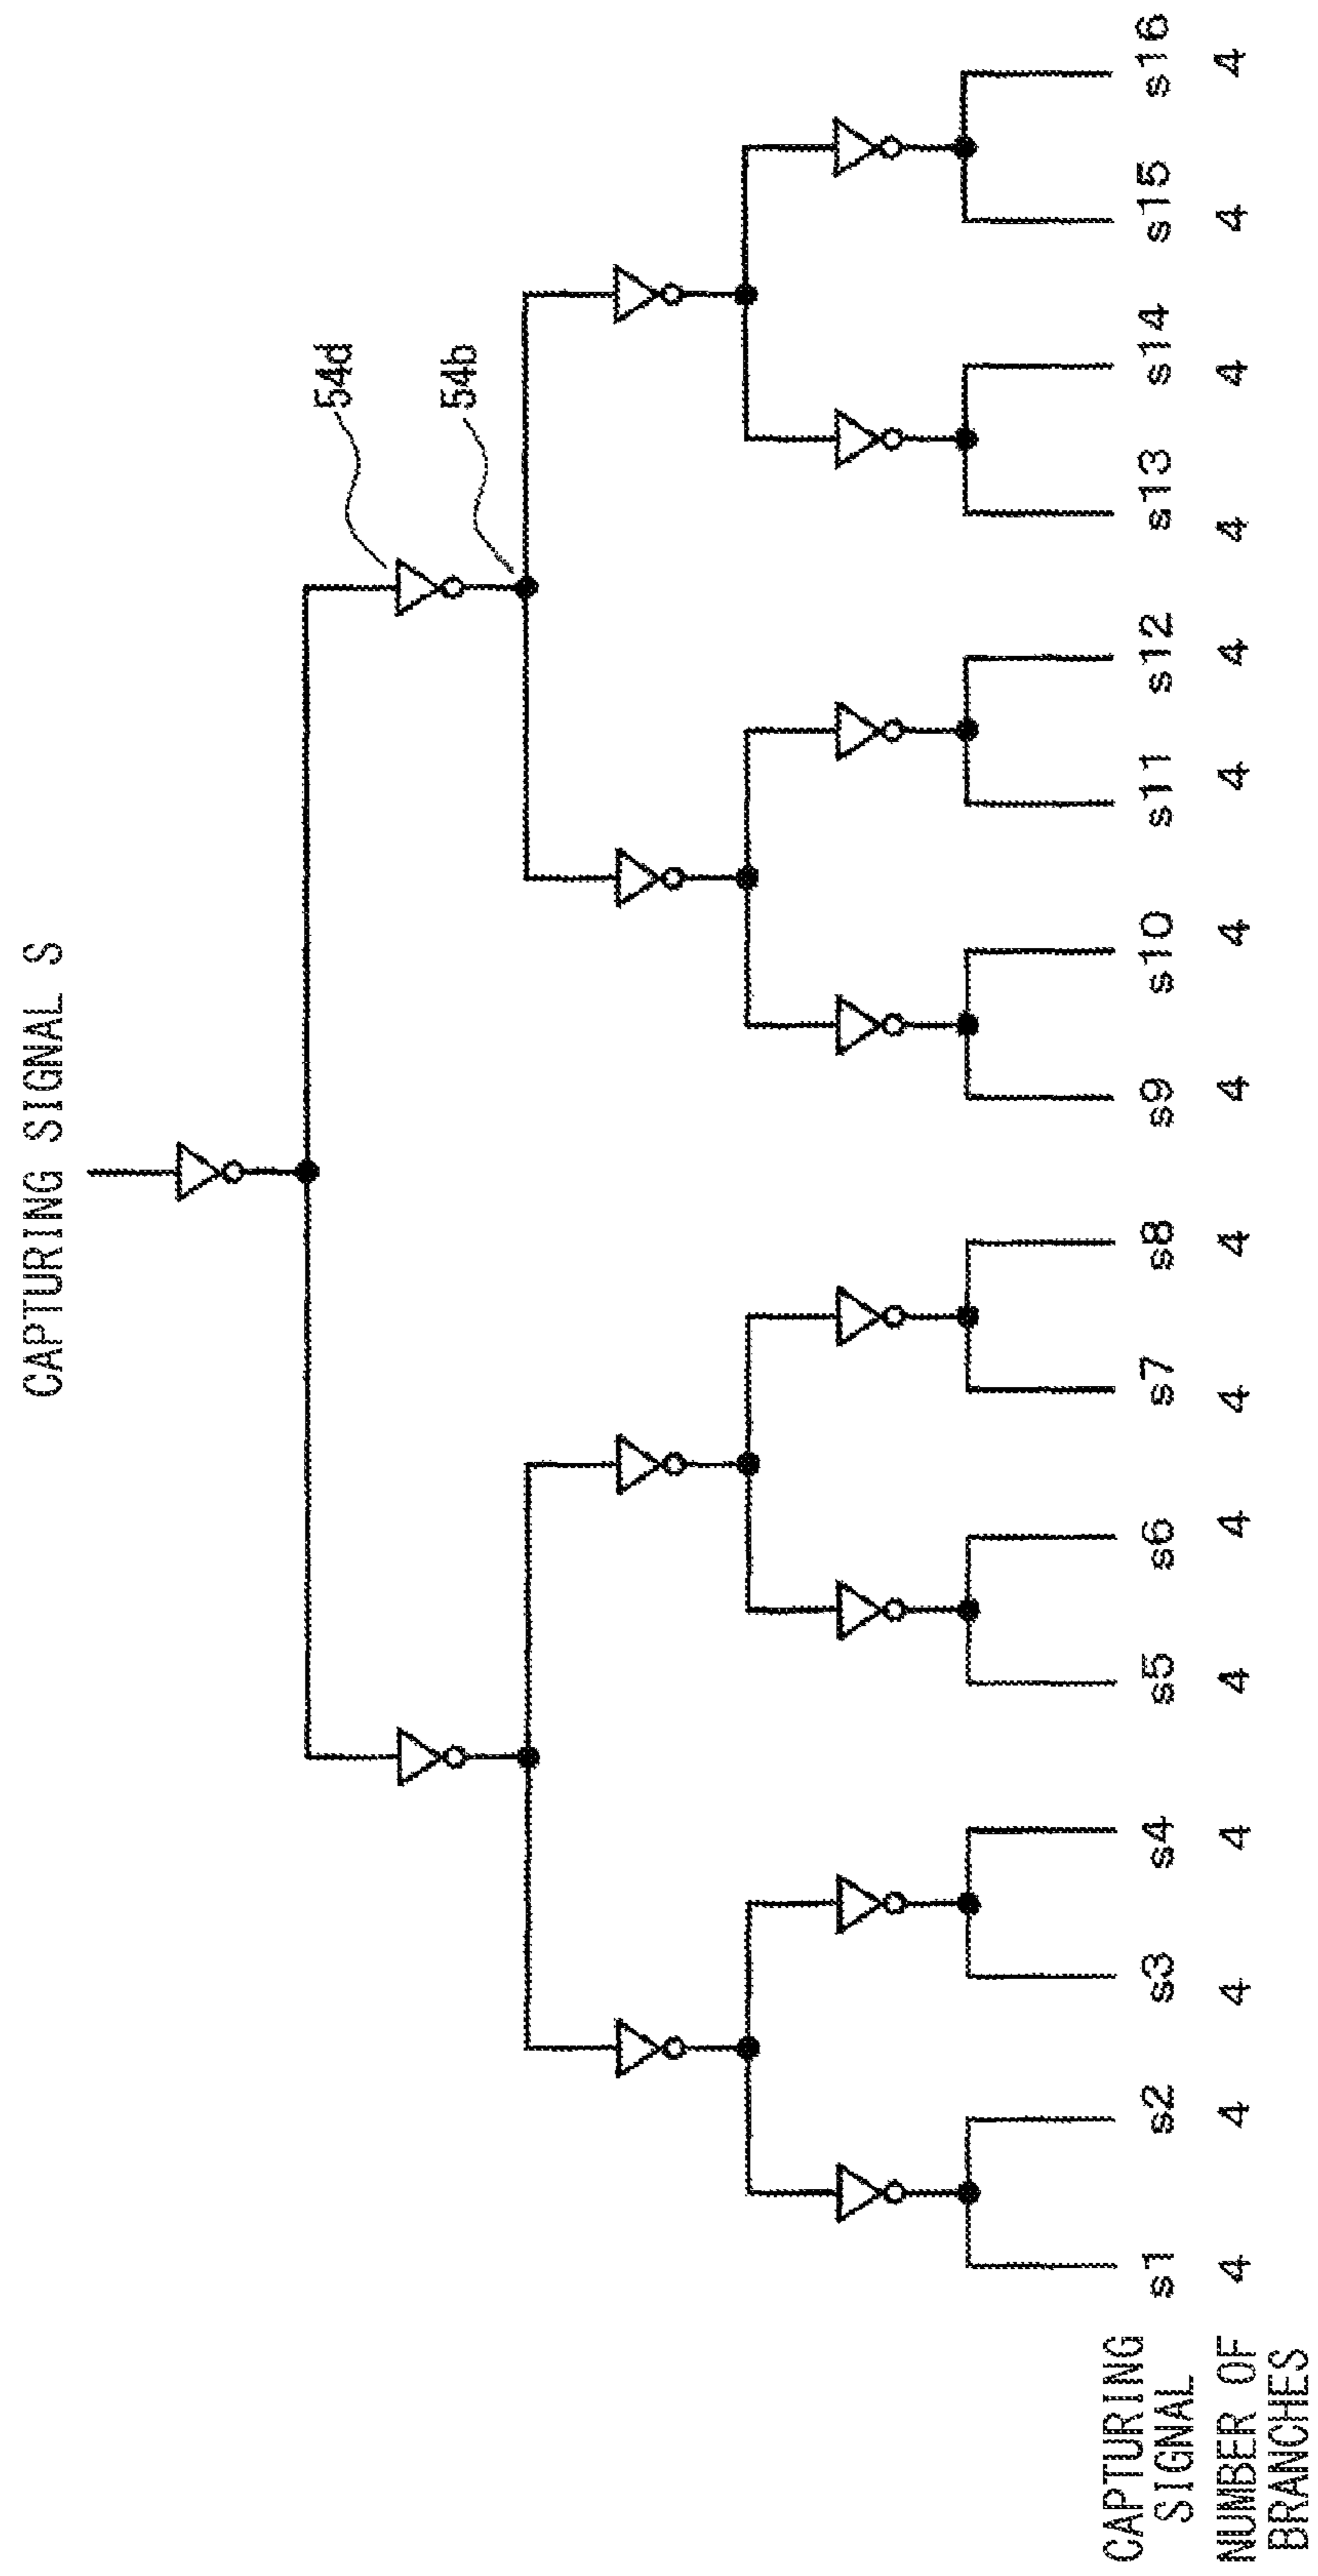 CAPTURING SIGNAL S
54d
54b
CAPTURING
SIGNAL
s1 s2 s3 s4 s5 s6 s7 s8 s9 s10 s11 s12 s13 s14 s15 s16
NUMBER OF
BRANCHES
4 4 4 4 4 4 4 4 4 4 4 4 4 4 4 4